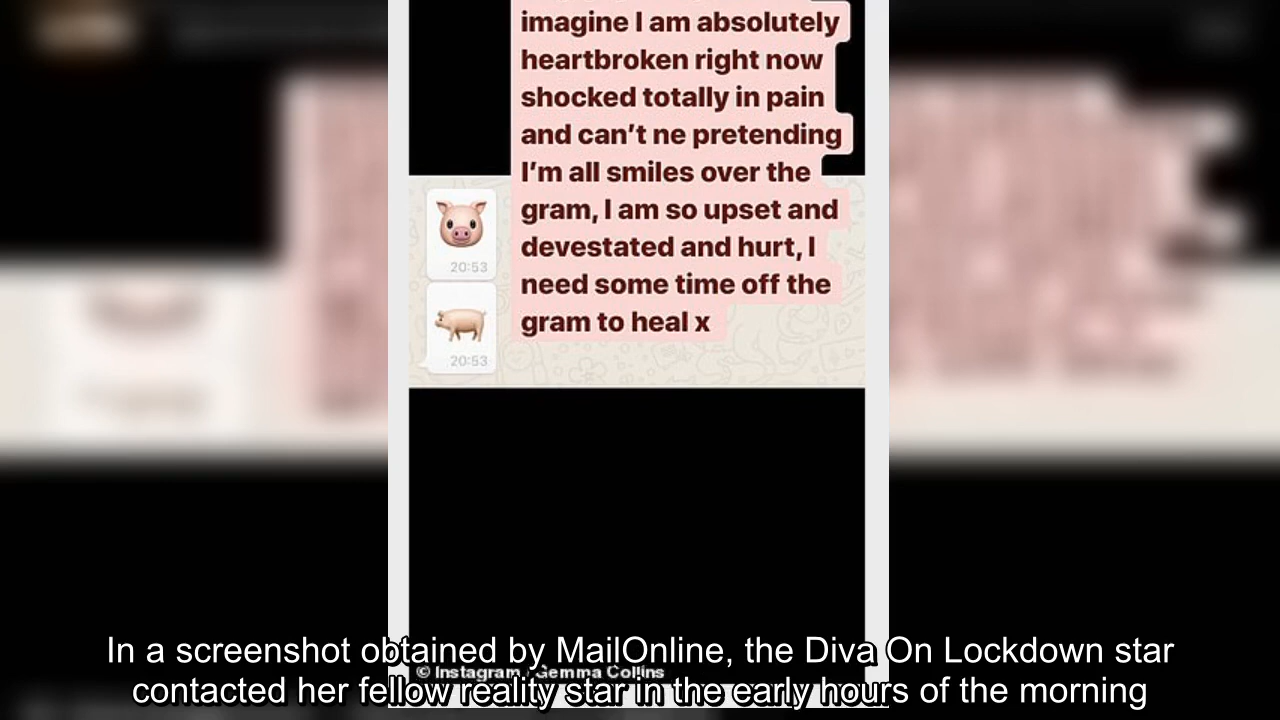 imagine I am absolutely
heartbroken right now
shocked totally in pain
and can't ne pretending
I'm all smiles over the
gram, I am so upset and
devestated and hurt, I
need some time off the
gram to heal x
20:53
20:53
© Instagram / Gemma Collins
In a screenshot obtained by MailOnline, the Diva On Lockdown star
contacted her fellow reality star in the early hours of the morning